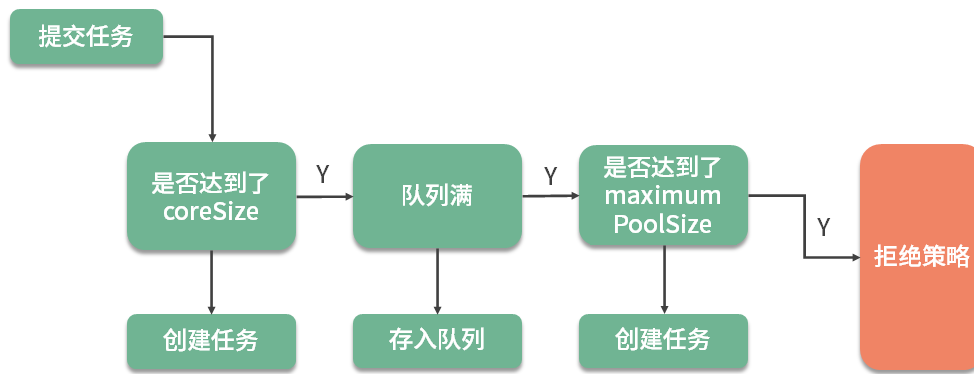 提交任务
是否达到了
coreSize
Y
队列满
Y
是否达到了
maximum
PoolSize
Y
拒绝策略
创建任务
存入队列
创建任务